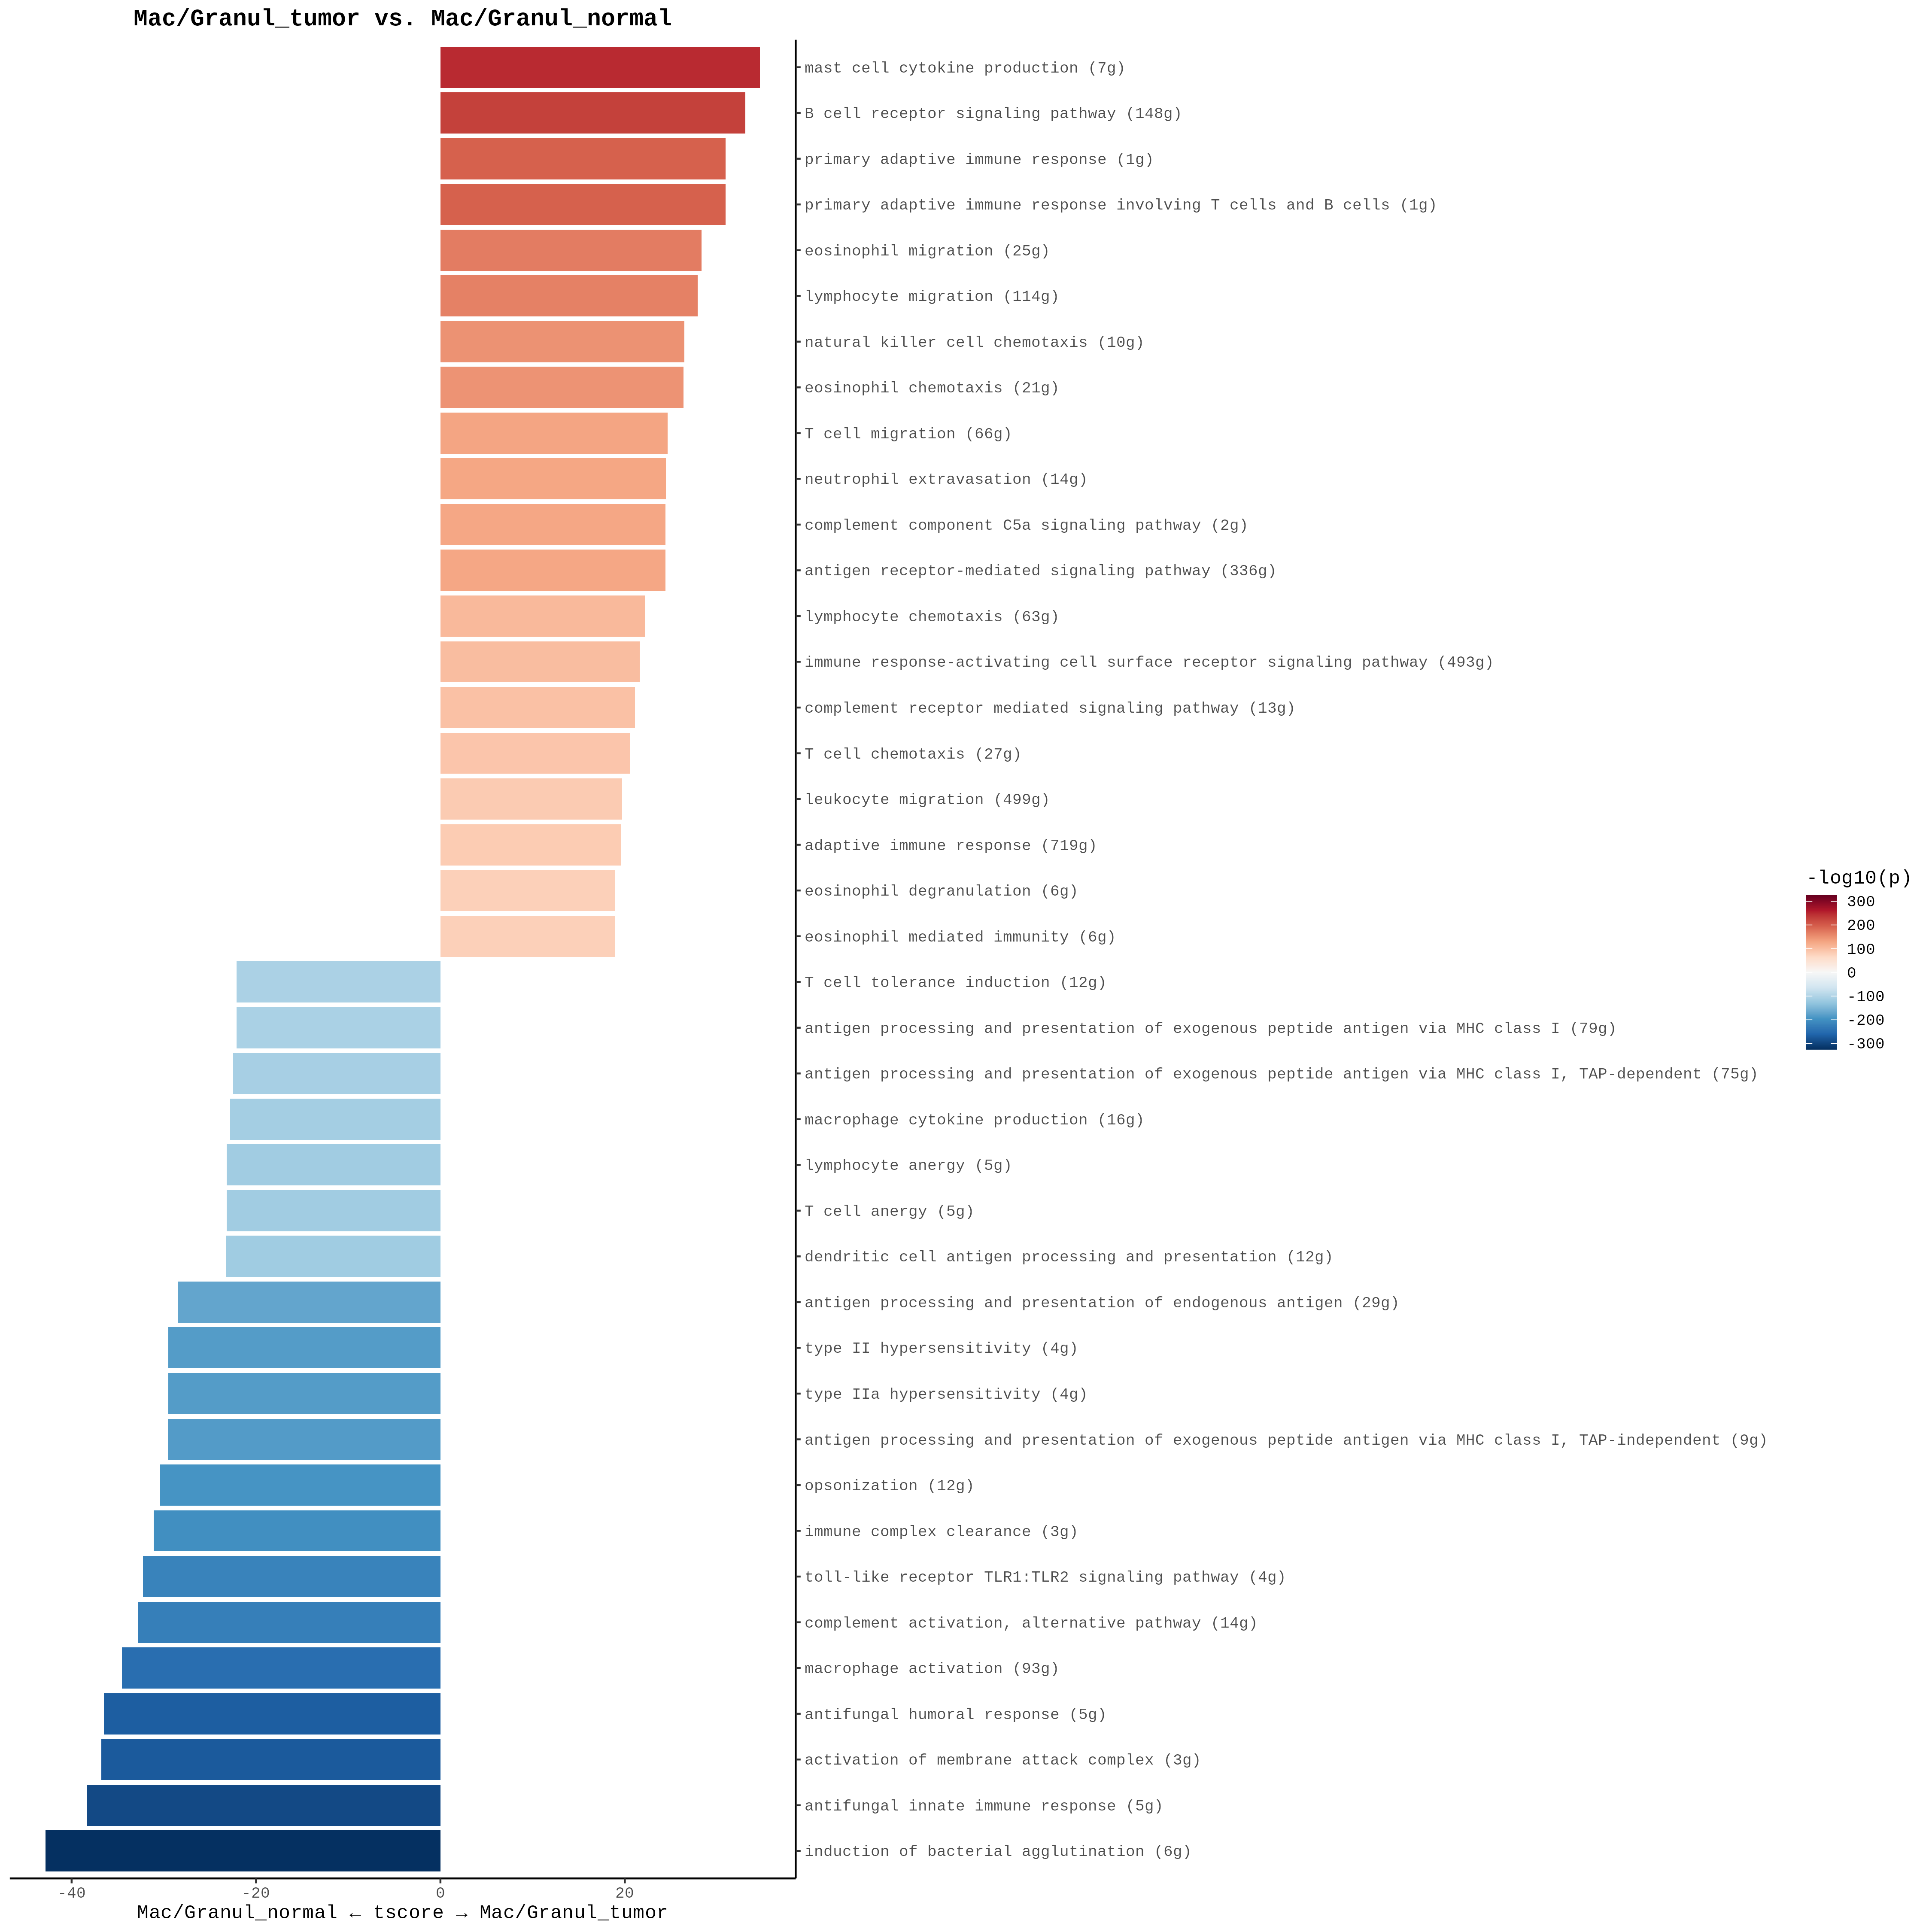 Mac/Granul_tumor vs. Mac/Granul_normal
mast cell cytokine production (7g)
B cell receptor signaling pathway (148g)
primary adaptive immune response (1g)
primary adaptive immune response involving T cells and B cells (1g)
eosinophil migration (25g)
lymphocyte migration (114g)
natural killer cell chemotaxis (10g)
eosinophil chemotaxis (21g)
T cell migration (66g)
neutrophil extravasation (14g)
complement component C5a signaling pathway (2g)
antigen receptor-mediated signaling pathway (336g)
lymphocyte chemotaxis (63g)
immune response-activating cell surface receptor signaling pathway (493g)
complement receptor mediated signaling pathway (13g)
T cell chemotaxis (27g)
leukocyte migration (499g)
adaptive immune response (719g)
eosinophil degranulation (6g)
eosinophil mediated immunity (6g)
T cell tolerance induction (12g)
antigen processing and presentation of exogenous peptide antigen via MHC class I (79g)
antigen processing and presentation of exogenous peptide antigen via MHC class I, TAP-dependent (75g)
macrophage cytokine production (16g)
lymphocyte anergy (5g)
T cell anergy (5g)
dendritic cell antigen processing and presentation (12g)
antigen processing and presentation of endogenous antigen (29g)
type II hypersensitivity (4g)
type IIa hypersensitivity (4g)
antigen processing and presentation of exogenous peptide antigen via MHC class I, TAP-independent (9g)
opsonization (12g)
immune complex clearance (3g)
toll-like receptor TLR1:TLR2 signaling pathway (4g)
complement activation, alternative pathway (14g)
macrophage activation (93g)
antifungal humoral response (5g)
activation of membrane attack complex (3g)
antifungal innate immune response (5g)
induction of bacterial agglutination (6g)
-40 -20 0 20
Mac/Granul_normal ← tscore → Mac/Granul_tumor
-log10(p)
300
200
100
0
-100
-200
-300